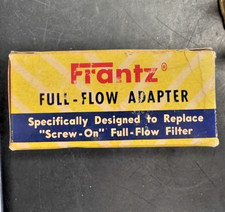 Frantz®
FULL-FLOW ADAPTER
Specifically Designed to Replace
"Screw-On" Full-Flow Filter